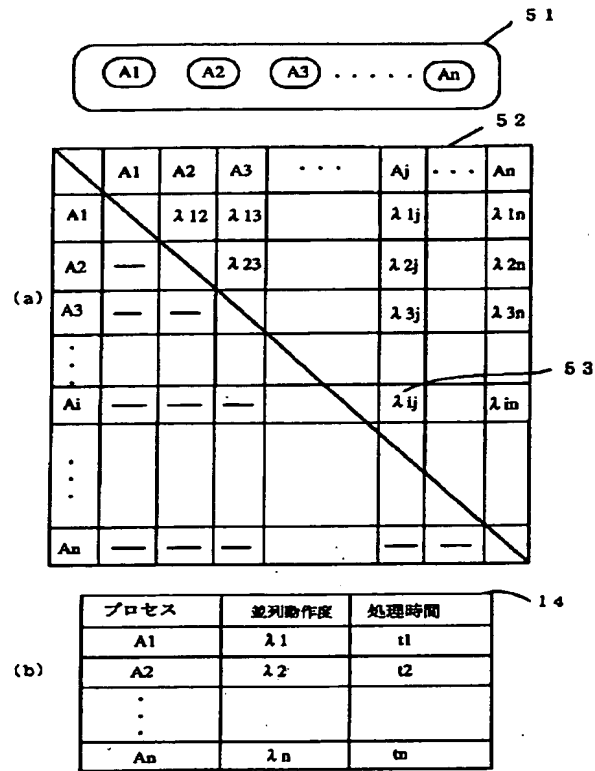 51
A1 A2 A3 ····· An
52
A1 A2 A3 ··· Aj ··· An
A1 λ12 λ13 λ1j λ1n
A2 — λ23 λ2j λ2n
(a)
A3 — — λ3j λ3n
⋮
53
Ai — — — λij λin
⋮
An — — — — —
14
プロセス 並列動作度 処理時間
A1 λ1 t1
(b)
A2 λ2 t2
⋮
An λn tn